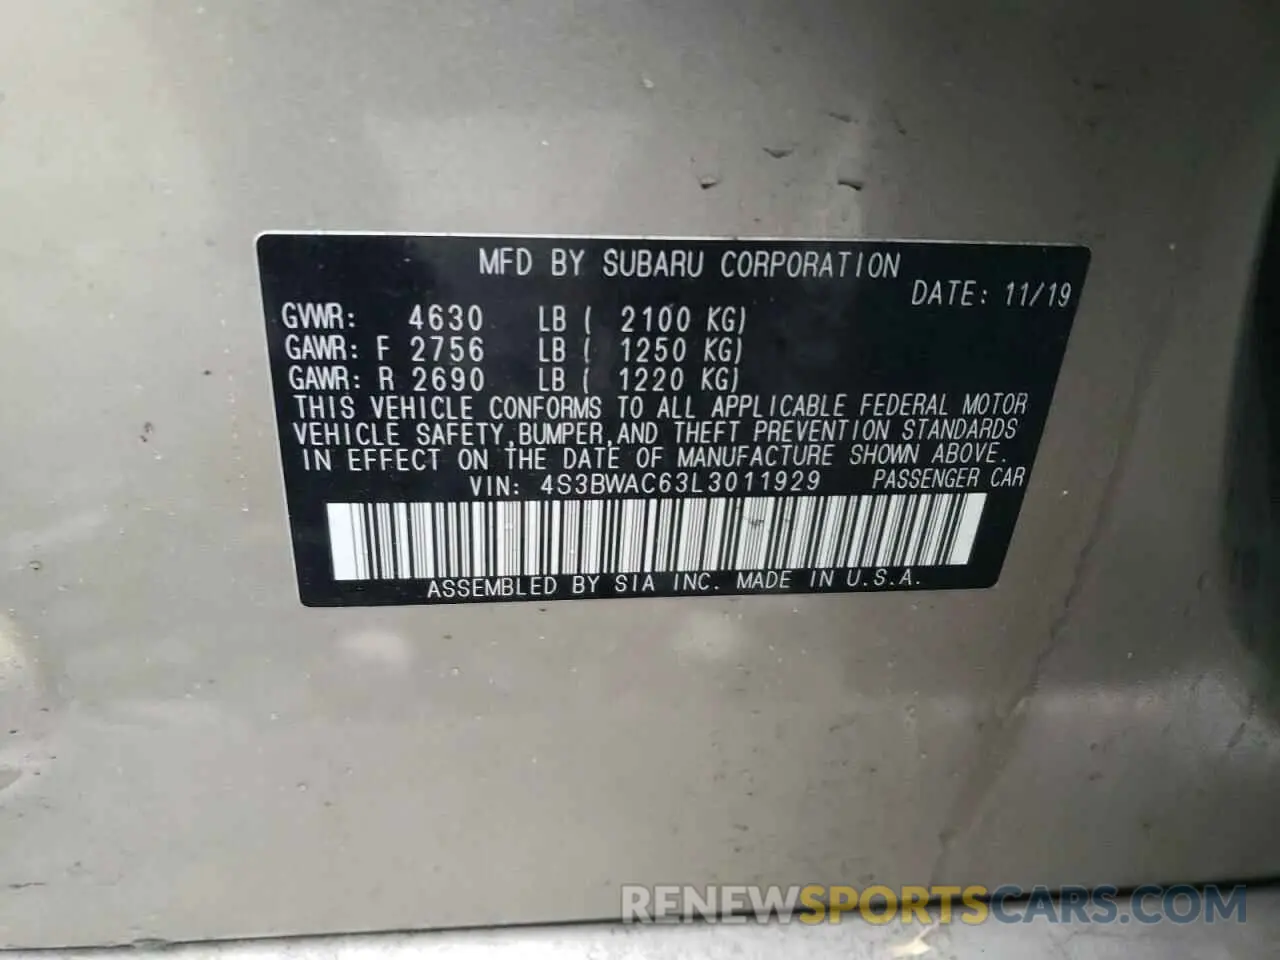 MFD BY SUBARU CORPORATION
DATE: 11/19
GVWR: 4630 LB ( 2100 KG)
GAWR: F 2756 LB ( 1250 KG)
GAWR: R 2690 LB ( 1220 KG)
THIS VEHICLE CONFORMS TO ALL APPLICABLE FEDERAL MOTOR
VEHICLE SAFETY,BUMPER,AND THEFT PREVENTION STANDARDS
IN EFFECT ON THE DATE OF MANUFACTURE SHOWN ABOVE.
VIN: 4S3BWAC63L3011929 PASSENGER CAR
ASSEMBLED BY SIA INC. MADE IN U.S.A.
RENEWSPORTSCARS.COM